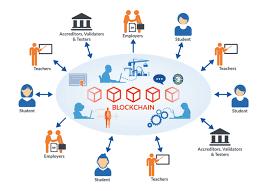 Accreditors, Validators
& Testers
Employers
Student
Teachers
Teachers
BLOCKCHAIN
Student
Student
Employers
Accreditors, Validators
& Testers
Student
Teachers